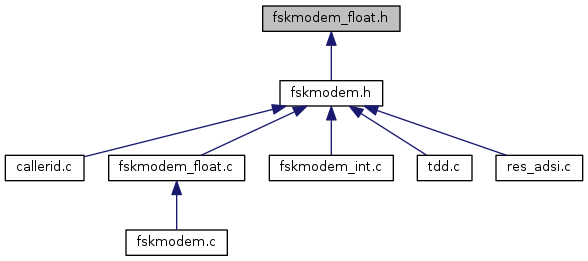 fskmodem_float.h
fskmodem.h
callerid.c
fskmodem_float.c
fskmodem_int.c
tdd.c
res_adsi.c
fskmodem.c